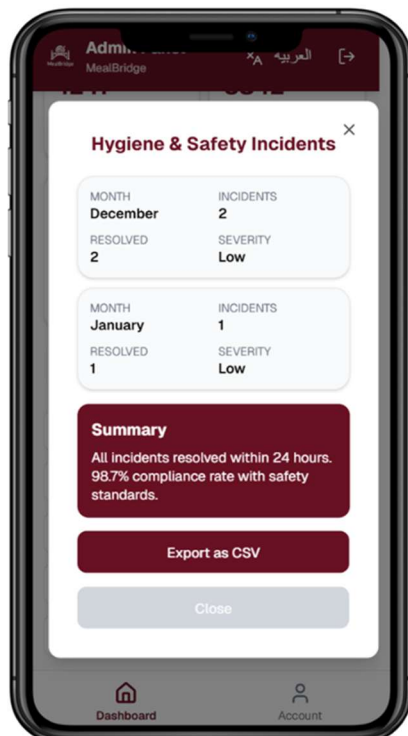 Admin Panel
MealBridge
العربية
Hygiene & Safety Incidents
MONTH INCIDENTS
December 2
RESOLVED SEVERITY
2 Low
MONTH INCIDENTS
January 1
RESOLVED SEVERITY
1 Low
Summary
All incidents resolved within 24 hours.
98.7% compliance rate with safety
standards.
Export as CSV
Close
Dashboard Account